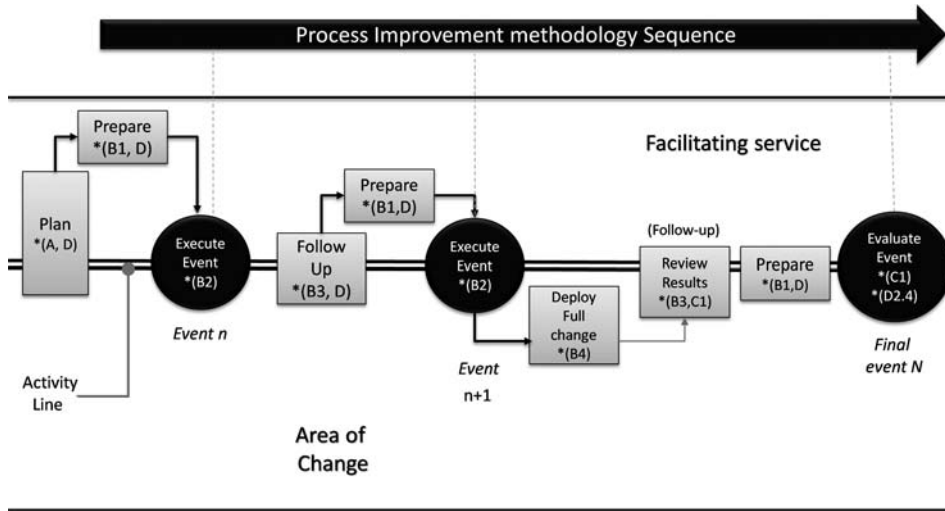 Process Improvement methodology Sequence
Facilitating service
Prepare
*(B1, D)
Plan
*(A, D)
Execute
Event
*(B2)
Event n
Activity
Line
Follow
Up
*(B3, D)
Prepare
*(B1,D)
Execute
Event
*(B2)
Event
n+1
Deploy
Full
change
*(B4)
(Follow-up)
Review
Results
*(B3,C1)
Prepare
*(B1,D)
Evaluate
Event
*(C1)
*(D2.4)
Final
event N
Area of
Change